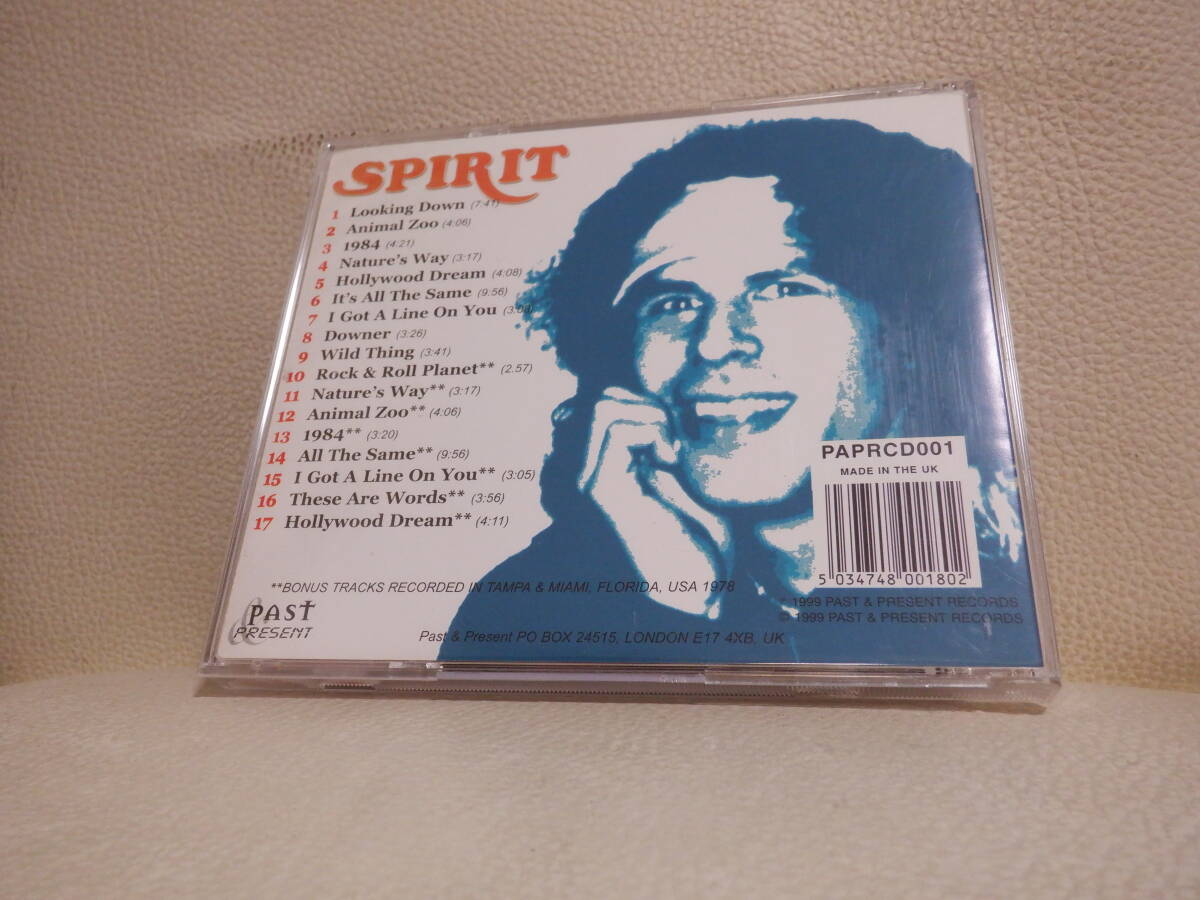 SPIRIT
1 Looking Down (7:41)
2 Animal Zoo (4:06)
3 1984 (4:21)
4 Nature's Way (3:17)
5 Hollywood Dream (4:08)
6 It's All The Same (9:56)
7 I Got A Line On You (3:03)
8 Downer (3:26)
9 Wild Thing (3:41)
10 Rock & Roll Planet** (2.57)
11 Nature's Way** (3:17)
12 Animal Zoo** (4:06)
13 1984** (3:20)
14 All The Same** (9:56)
15 I Got A Line On You** (3:05)
16 These Are Words** (3:56)
17 Hollywood Dream** (4:11)
PAPRCD001
MADE IN THE UK
5 034748 001802
**BONUS TRACKS RECORDED IN TAMPA & MIAMI, FLORIDA, USA 1978
1999 PAST & PRESENT RECORDS
© 1999 PAST & PRESENT RECORDS
PAST
& PRESENT
Past & Present PO BOX 24515, LONDON E17 4XB, UK